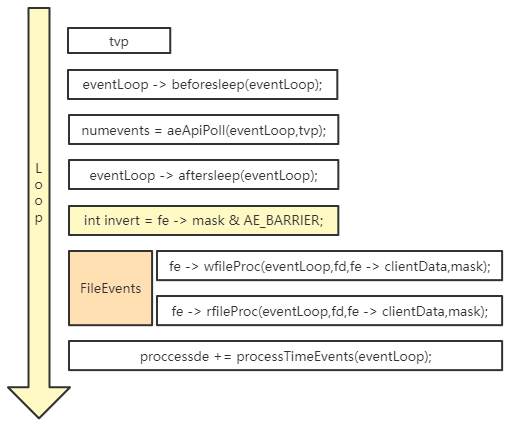 tvp
eventLoop -> beforesleep(eventLoop);
numevents = aeApiPoll(eventLoop,tvp);
eventLoop -> aftersleep(eventLoop);
Loop
int invert = fe -> mask & AE_BARRIER;
FileEvents
fe -> wfileProc(eventLoop,fd,fe -> clientData,mask);
fe -> rfileProc(eventLoop,fd,fe -> clientData,mask);
proccessde += processTimeEvents(eventLoop);